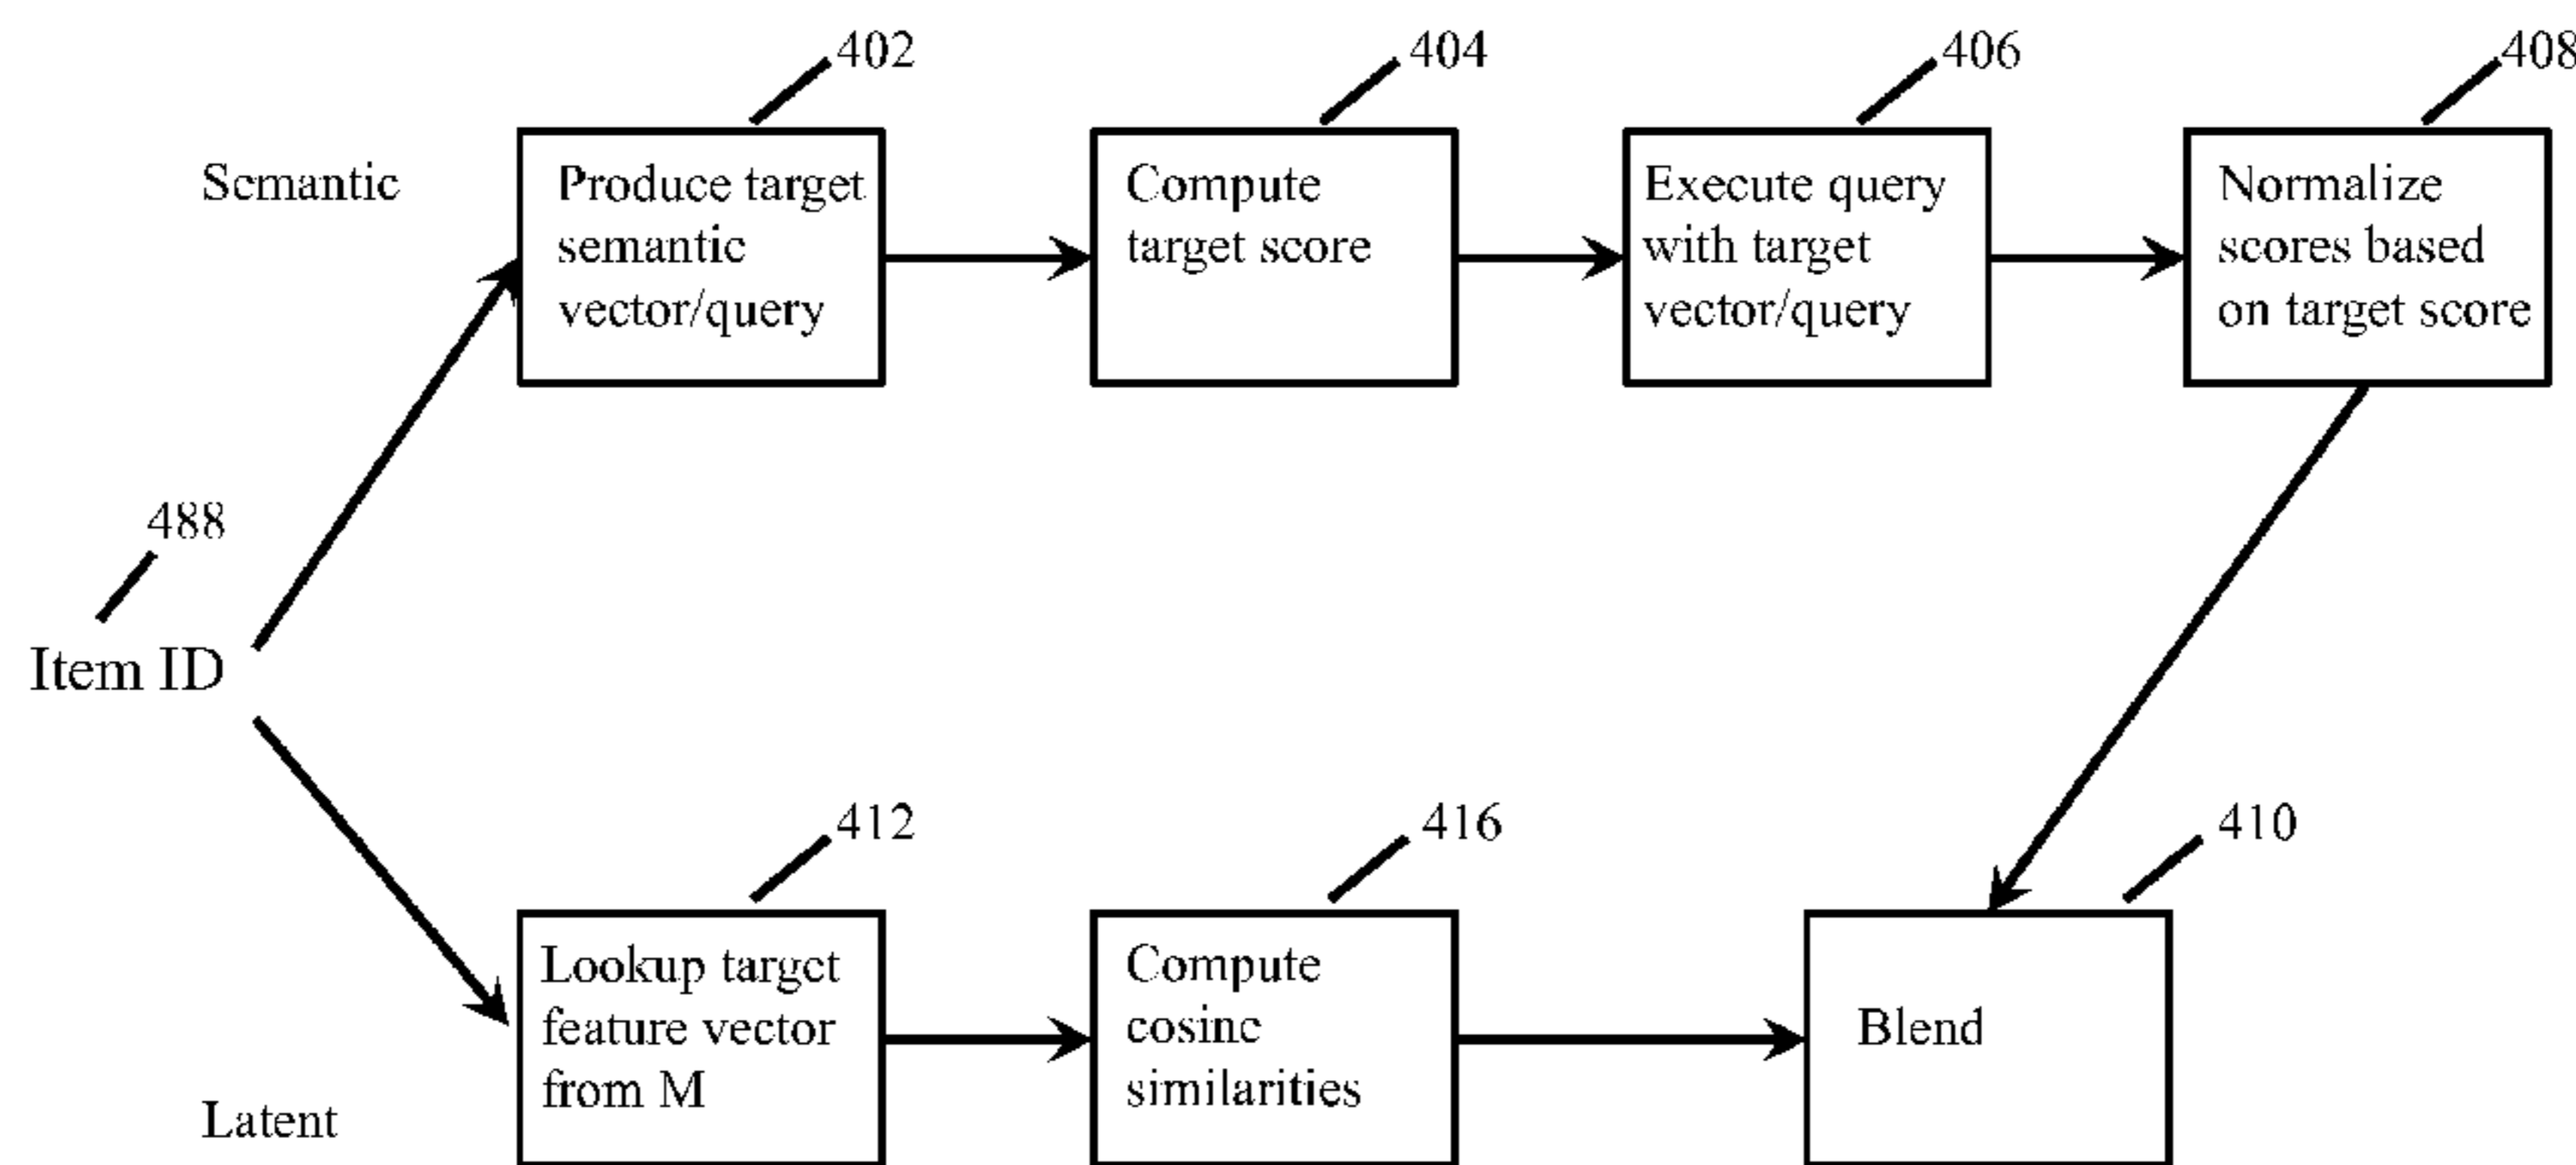 402
404
406
408
Semantic
Produce target
semantic
vector/query
Compute
target score
Execute query
with target
vector/query
Normalize
scores based
on target score
488
Item ID
412
416
410
Lookup target
feature vector
from M
Compute
cosine
similarities
Blend
Latent